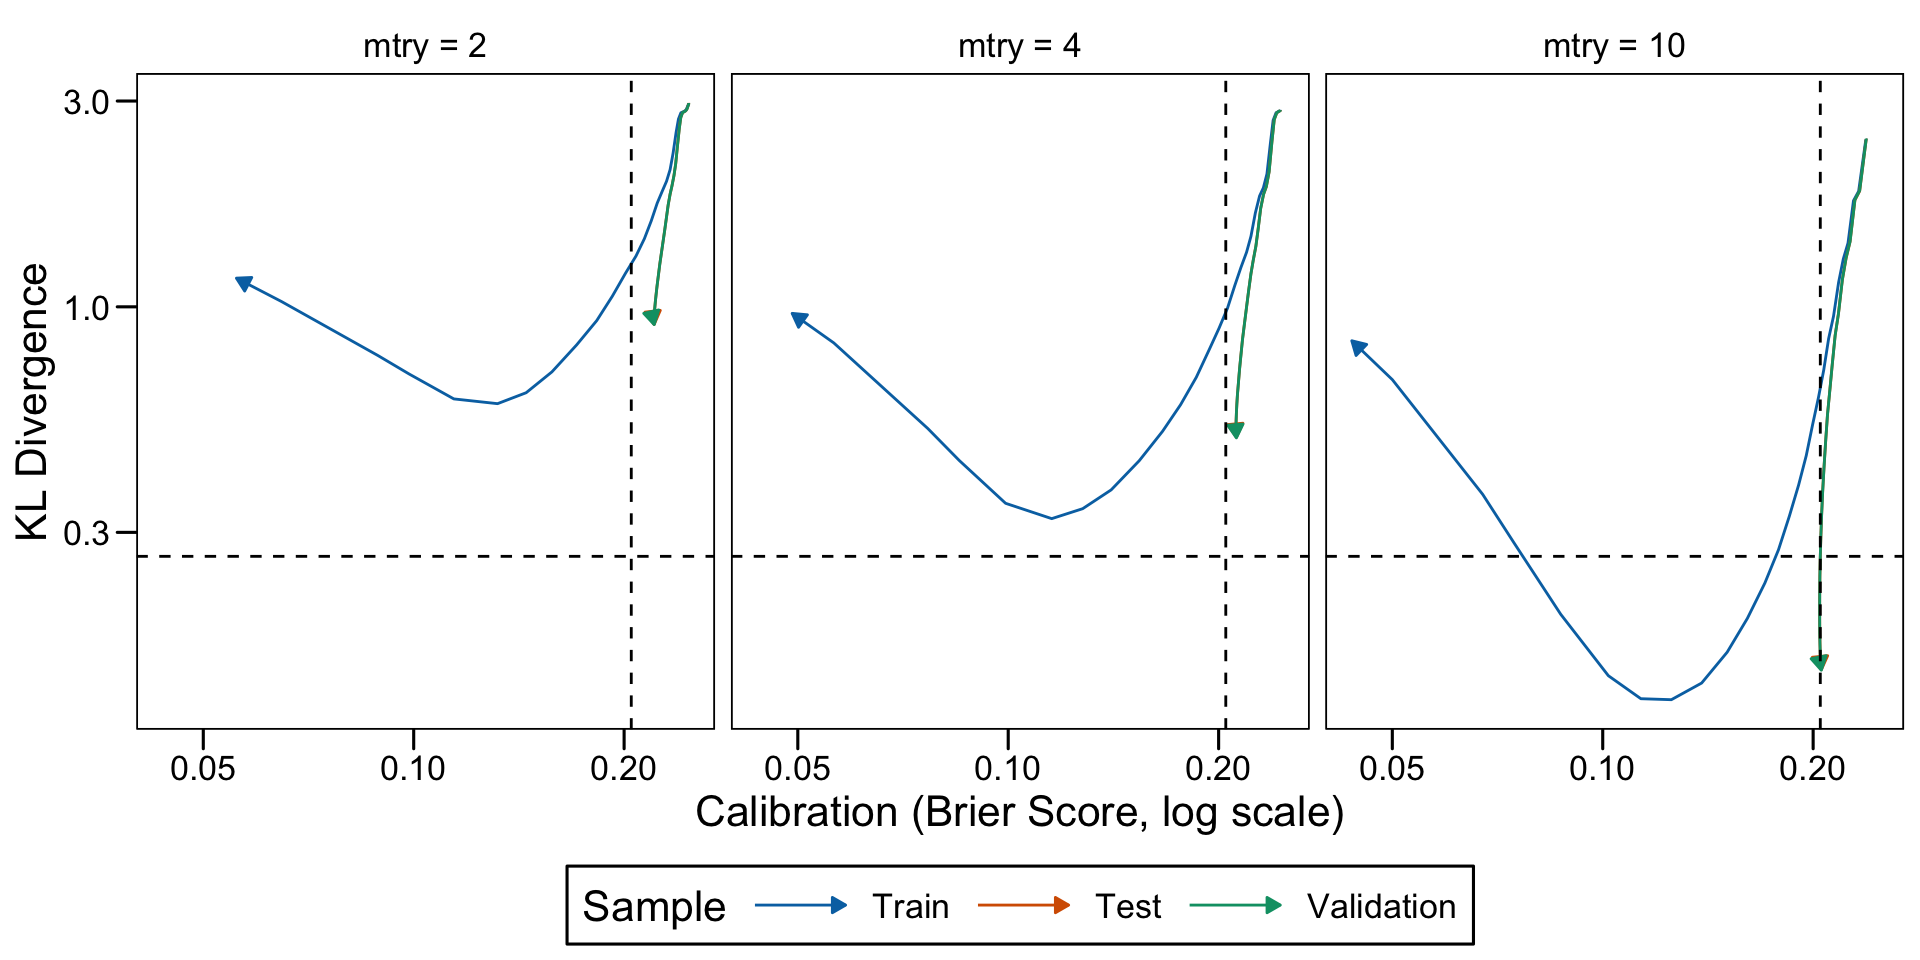 mtry = 2
mtry = 4
mtry = 10
KL Divergence
3.0
1.0
0.3
0.05 0.10 0.20
0.05 0.10 0.20
0.05 0.10 0.20
Calibration (Brier Score, log scale)
Sample Train Test Validation